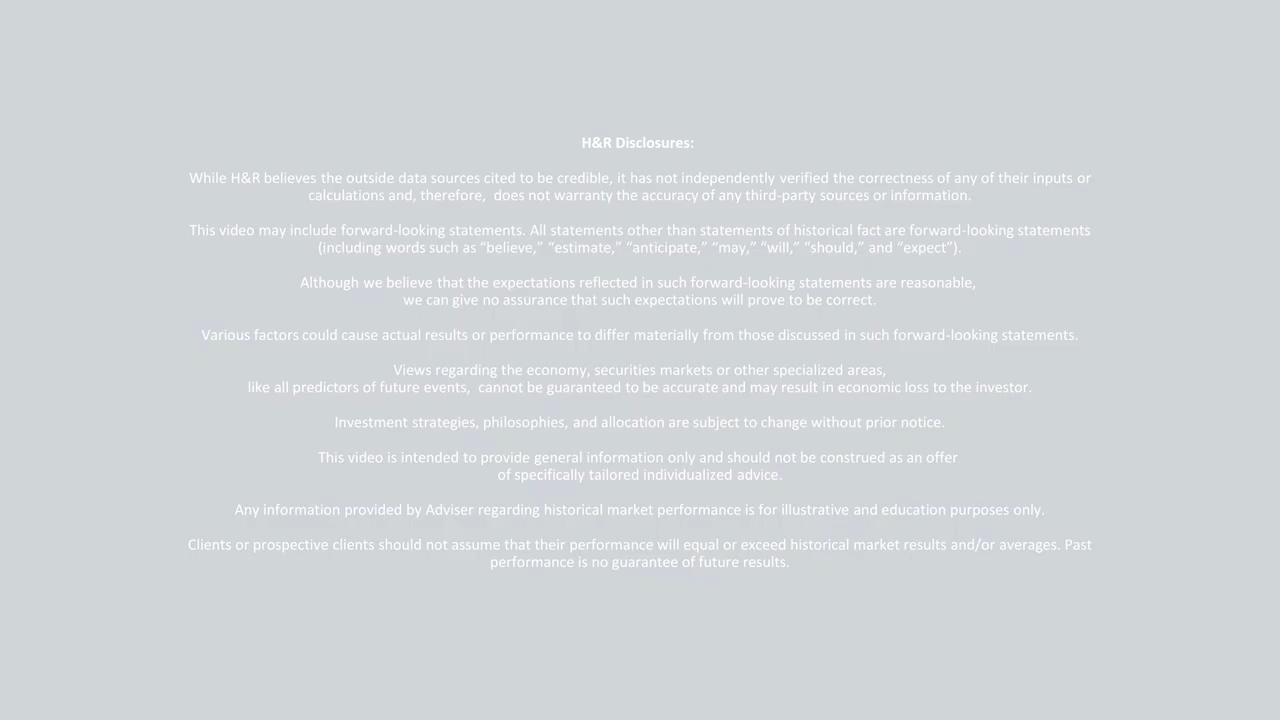 H&R Disclosures:
While H&R believes the outside data sources cited to be credible, it has not independently verified the correctness of any of their inputs or
calculations and, therefore,  does not warranty the accuracy of any third-party sources or information.
This video may include forward-looking statements. All statements other than statements of historical fact are forward-looking statements
(including words such as “believe,” “estimate,” “anticipate,” “may,” “will,” “should,” and “expect”).
Although we believe that the expectations reflected in such forward-looking statements are reasonable,
we can give no assurance that such expectations will prove to be correct.
Various factors could cause actual results or performance to differ materially from those discussed in such forward-looking statements.
Views regarding the economy, securities markets or other specialized areas,
like all predictors of future events,  cannot be guaranteed to be accurate and may result in economic loss to the investor.
Investment strategies, philosophies, and allocation are subject to change without prior notice.
This video is intended to provide general information only and should not be construed as an offer
of specifically tailored individualized advice.
Any information provided by Adviser regarding historical market performance is for illustrative and education purposes only.
Clients or prospective clients should not assume that their performance will equal or exceed historical market results and/or averages. Past
performance is no guarantee of future results.